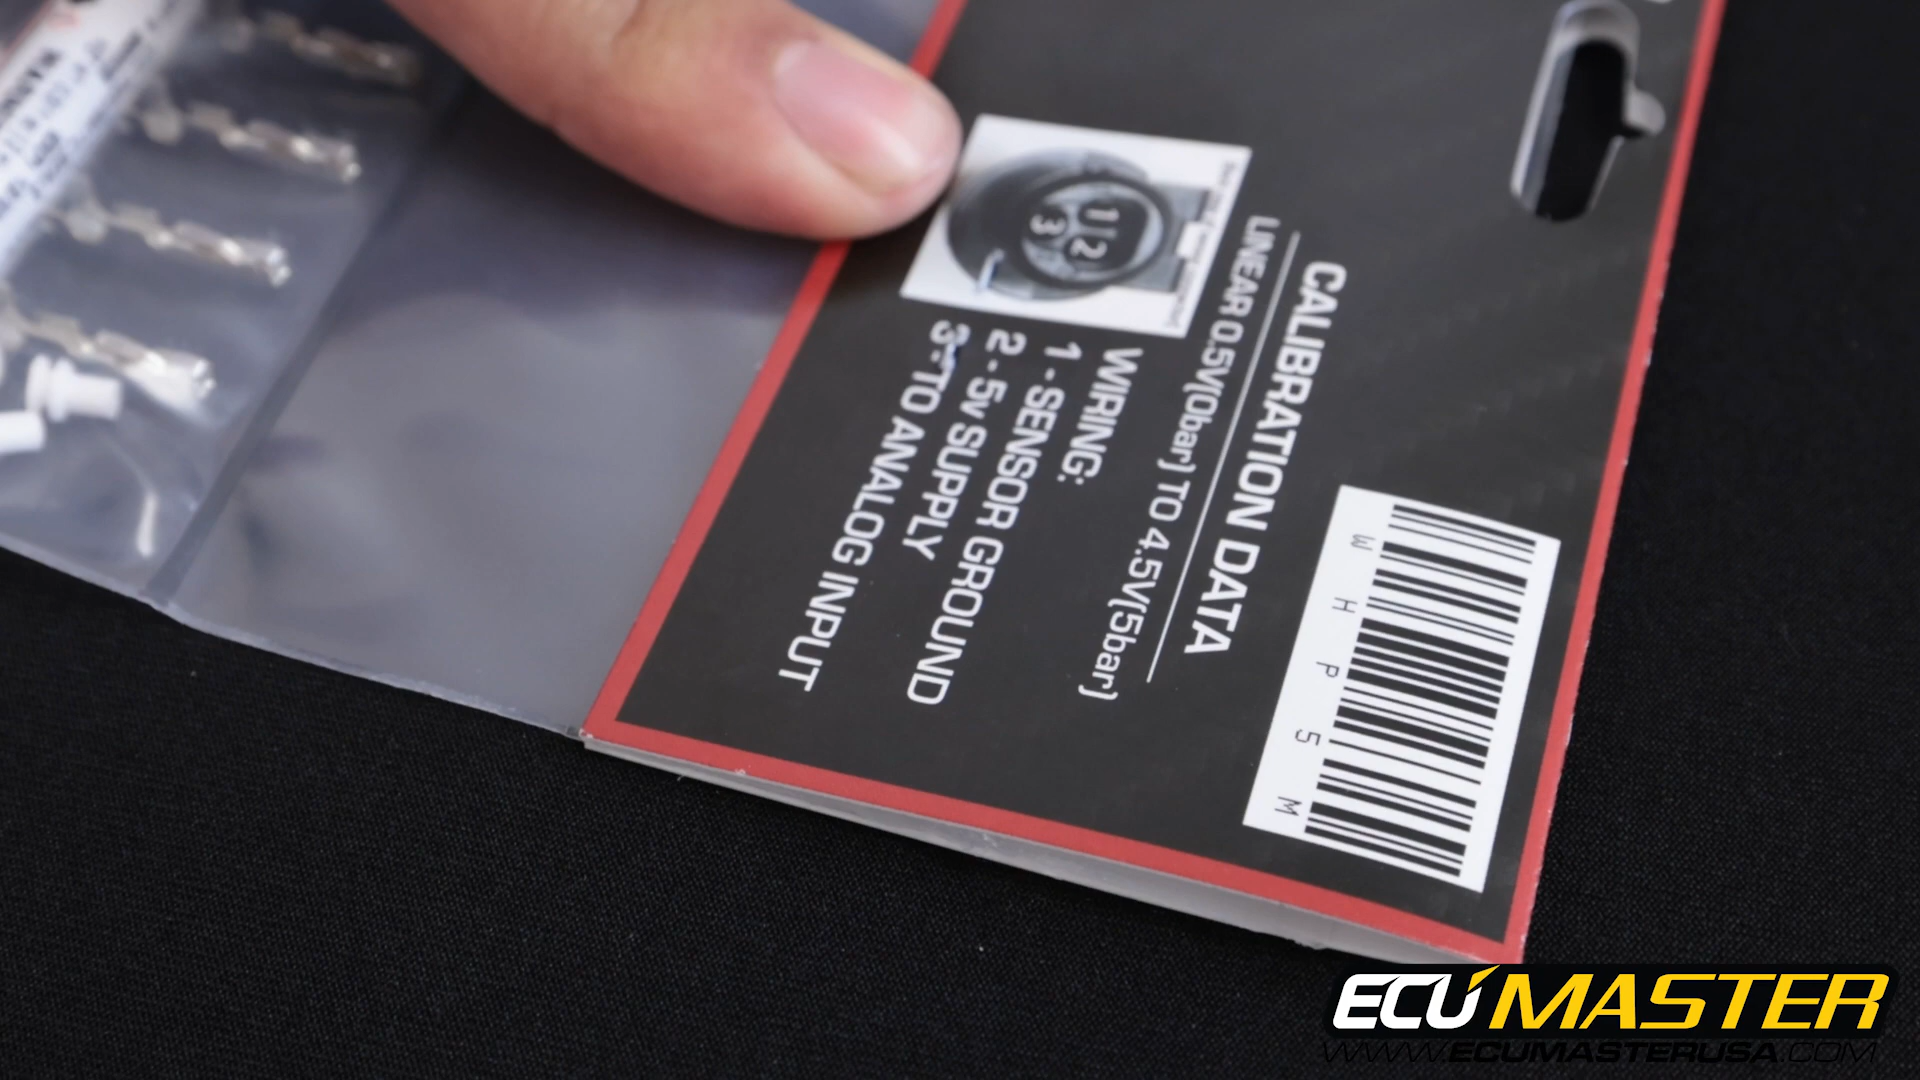 CALIBRATION DATA
LINEAR 0.5V(0bar) TO 4.5V(5bar)
WIRING:
1 - SENSOR GROUND
2 - 5v SUPPLY
3 - TO ANALOG INPUT
1 2
3
W H P 5 M
ECUMASTER
WWW.ECUMASTERUSA.COM